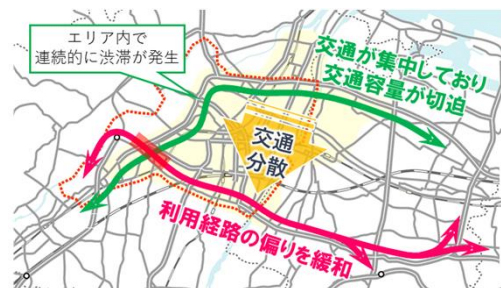 エリア内で
連続的に渋滞が発生
交通が集中しており
交通容量が切迫
交通
分散
利用経路の偏りを緩和